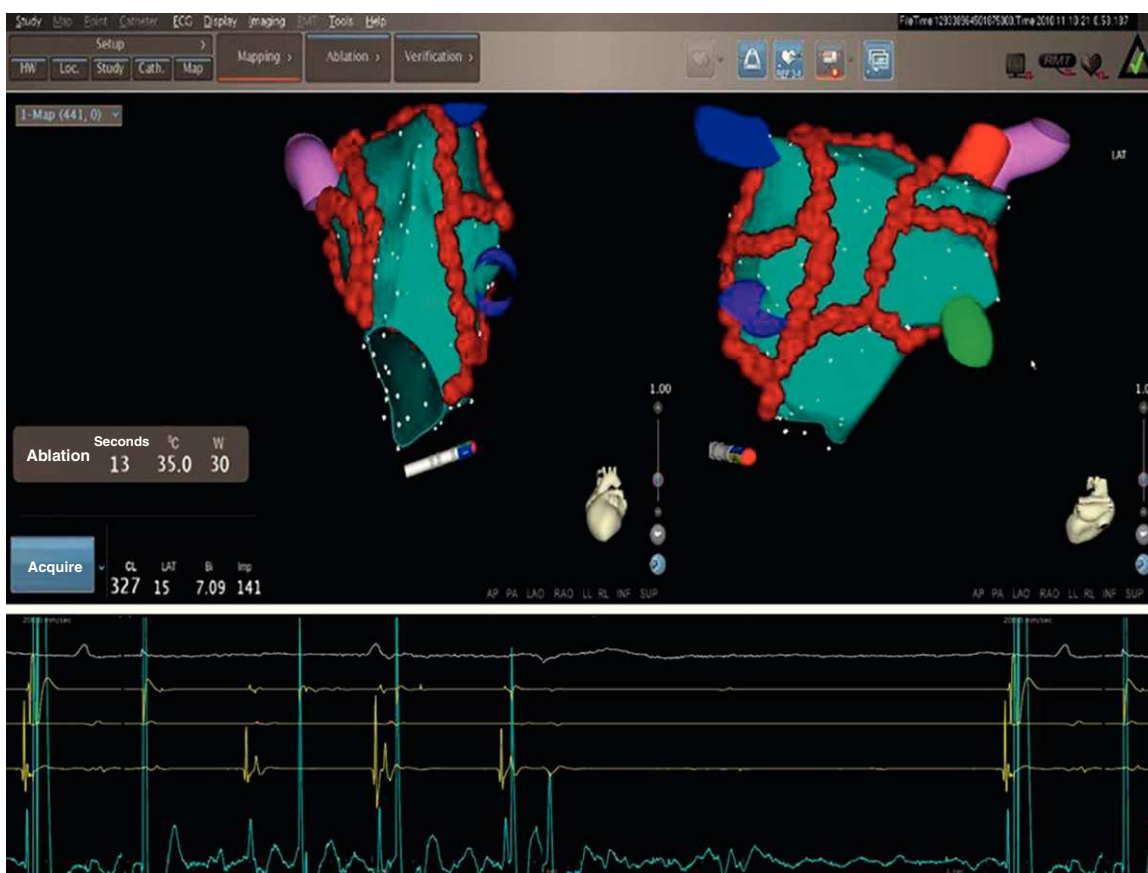 Study Map Point Catheter ECG Display Imaging RMT Tools Help
Setup >
HW Loc. Study Cath. Map
Mapping >
Ablation >
Verification >
RMT
1-Map (441, 0)
LAT
1.00
1.0
Ablation
Seconds °C W
13 35.0 30
Acquire
CL LAT Bi Imp
327 15 7.09 141
AP PA LAO RAO LL RL INF SUP
AP PA LAO RAO LL RL INF SUP